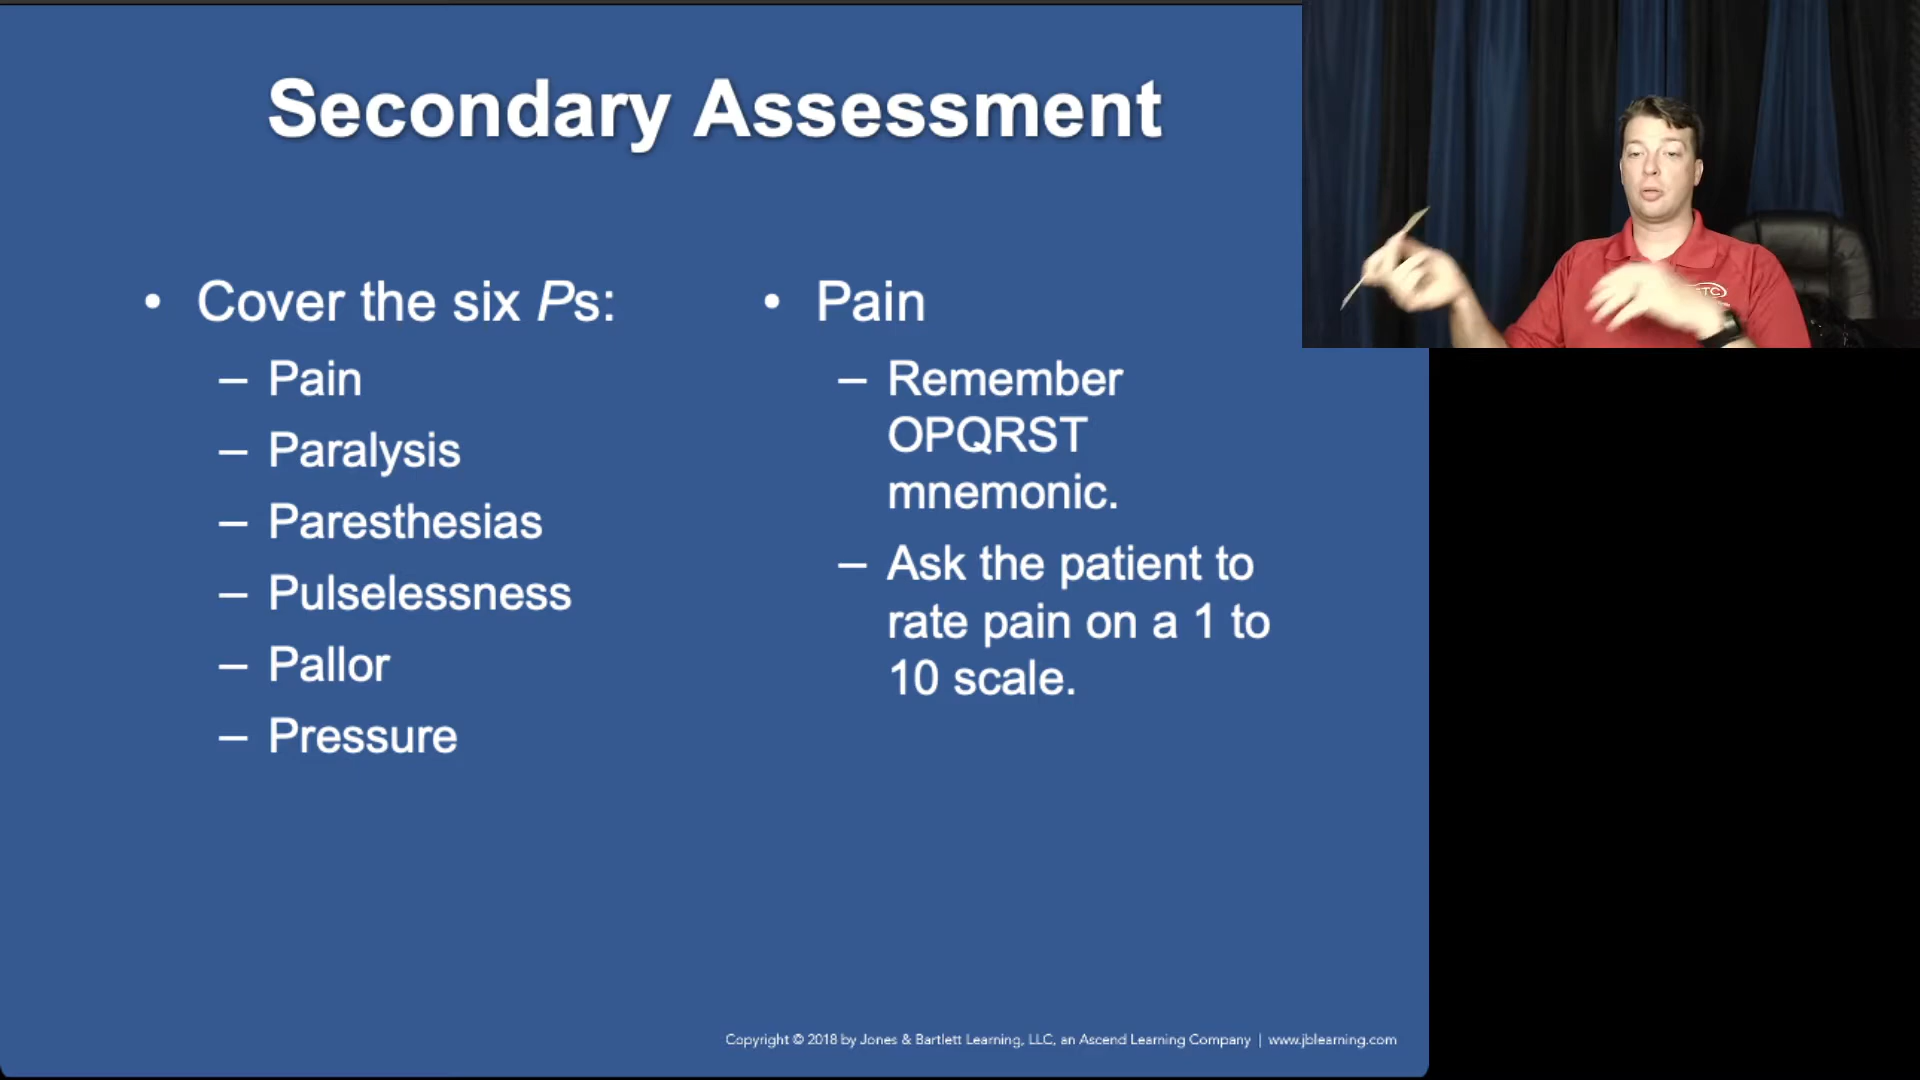 Secondary Assessment
• Cover the six Ps:
– Pain
– Paralysis
– Paresthesias
– Pulselessness
– Pallor
– Pressure
• Pain
– Remember
OPQRST
mnemonic.
– Ask the patient to
rate pain on a 1 to
10 scale.
Copyright © 2018 by Jones & Bartlett Learning, LLC, an Ascend Learning Company | www.jblearning.com